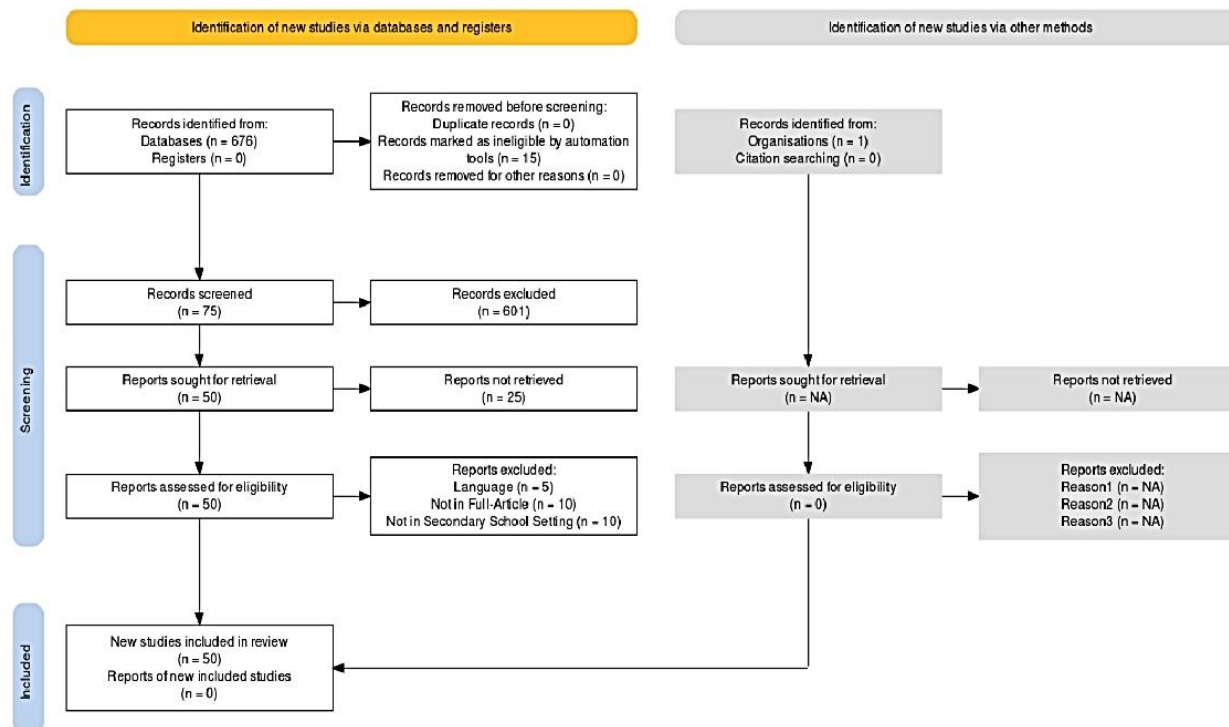 Identification of new studies via databases and registers
Identification of new studies via other methods
Identification
Records identified from:
Databases (n = 676)
Registers (n = 0)
Records removed before screening:
Duplicate records (n = 0)
Records marked as ineligible by automation
tools (n = 15)
Records removed for other reasons (n = 0)
Records identified from:
Organisations (n = 1)
Citation searching (n = 0)
Screening
Records screened
(n = 75)
Records excluded
(n = 601)
Reports sought for retrieval
(n = 50)
Reports not retrieved
(n = 25)
Reports sought for retrieval
(n = NA)
Reports not retrieved
(n = NA)
Reports assessed for eligibility
(n = 50)
Reports excluded:
Language (n = 5)
Not in Full-Article (n = 10)
Not in Secondary School Setting (n = 10)
Reports assessed for eligibility
(n = 0)
Reports excluded:
Reason1 (n = NA)
Reason2 (n = NA)
Reason3 (n = NA)
Included
New studies included in review
(n = 50)
Reports of new included studies
(n = 0)